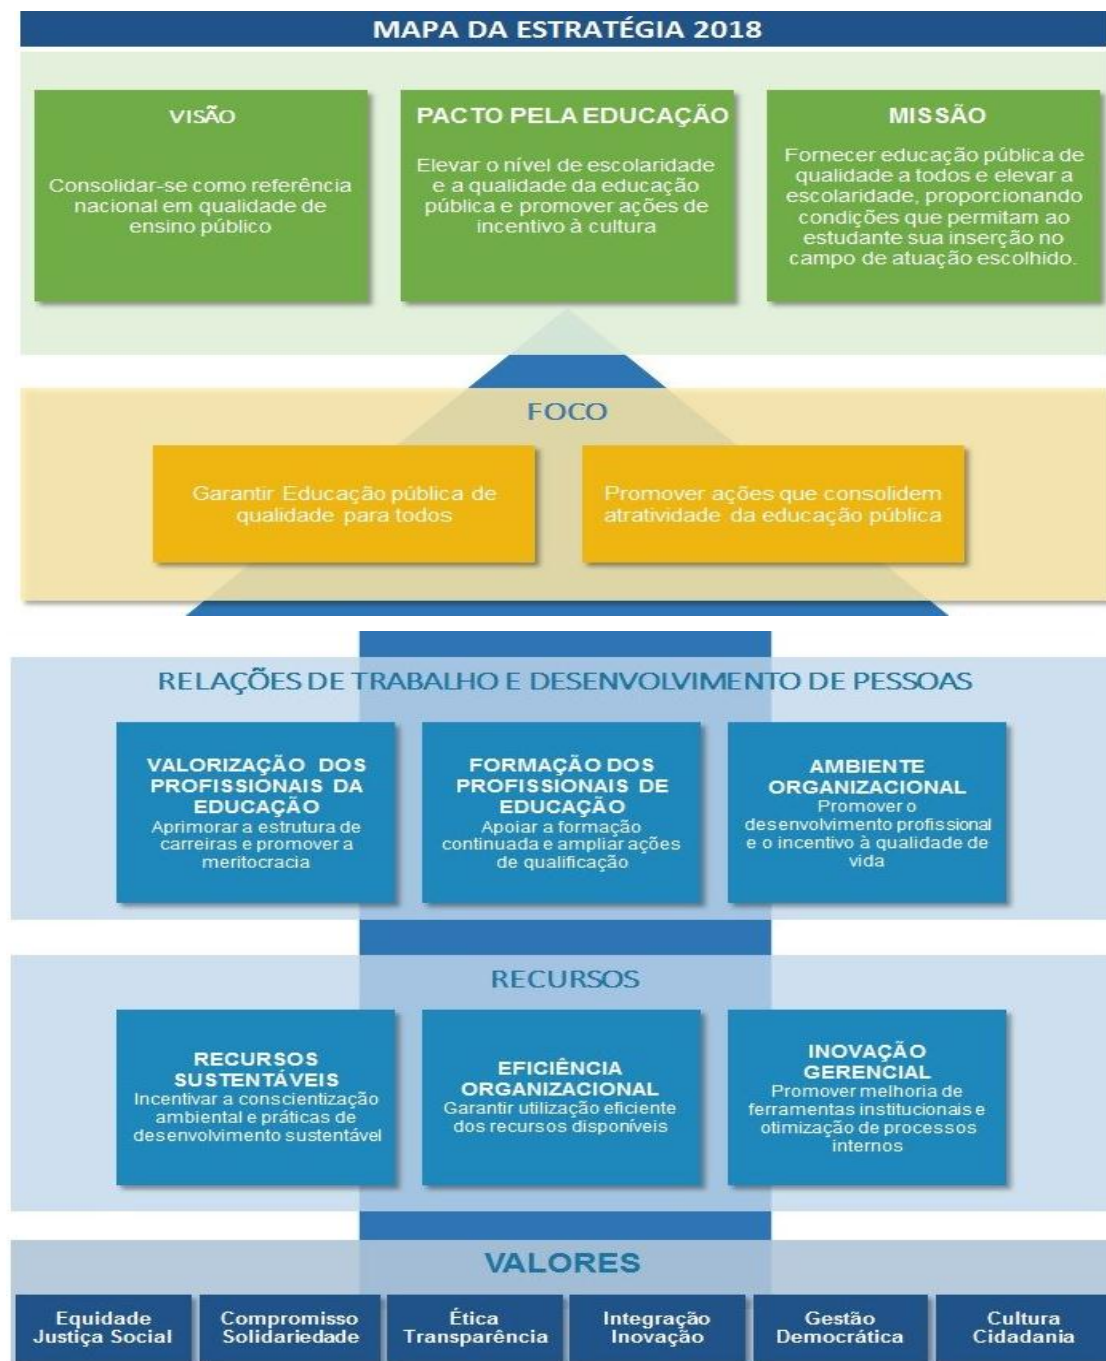 MAPA DA ESTRATÉGIA 2018
VISÃO
Consolidar-se como referência
nacional em qualidade de
ensino público
PACTO PELA EDUCAÇÃO
Elevar o nível de escolaridade
e a qualidade da educação
pública e promover ações de
incentivo à cultura
MISSÃO
Fornecer educação pública de
qualidade a todos e elevar a
escolaridade, proporcionando
condições que permitam ao
estudante sua inserção no
campo de atuação escolhido.
FOCO
Garantir Educação pública de
qualidade para todos
Promover ações que consolidem
atratividade da educação pública
RELAÇÕES DE TRABALHO E DESENVOLVIMENTO DE PESSOAS
VALORIZAÇÃO DOS
PROFISSIONAIS DA
EDUCAÇÃO
Aprimorar a estrutura de
carreiras e promover a
meritocracia
FORMAÇÃO DOS
PROFISSIONAIS DE
EDUCAÇÃO
Apoiar a formação
continuada e ampliar ações
de qualificação
AMBIENTE
ORGANIZACIONAL
Promover o
desenvolvimento profissional
e o incentivo à qualidade de
vida
RECURSOS
RECURSOS
SUSTENTÁVEIS
Incentivar a conscientização
ambiental e práticas de
desenvolvimento sustentável
EFICIÊNCIA
ORGANIZACIONAL
Garantir utilização eficiente
dos recursos disponíveis
INOVAÇÃO
GERENCIAL
Promover melhoria de
ferramentas institucionais e
otimização de processos
internos
VALORES
Equidade
Justiça Social
Compromisso
Solidariedade
Ética
Transparência
Integração
Inovação
Gestão
Democrática
Cultura
Cidadania